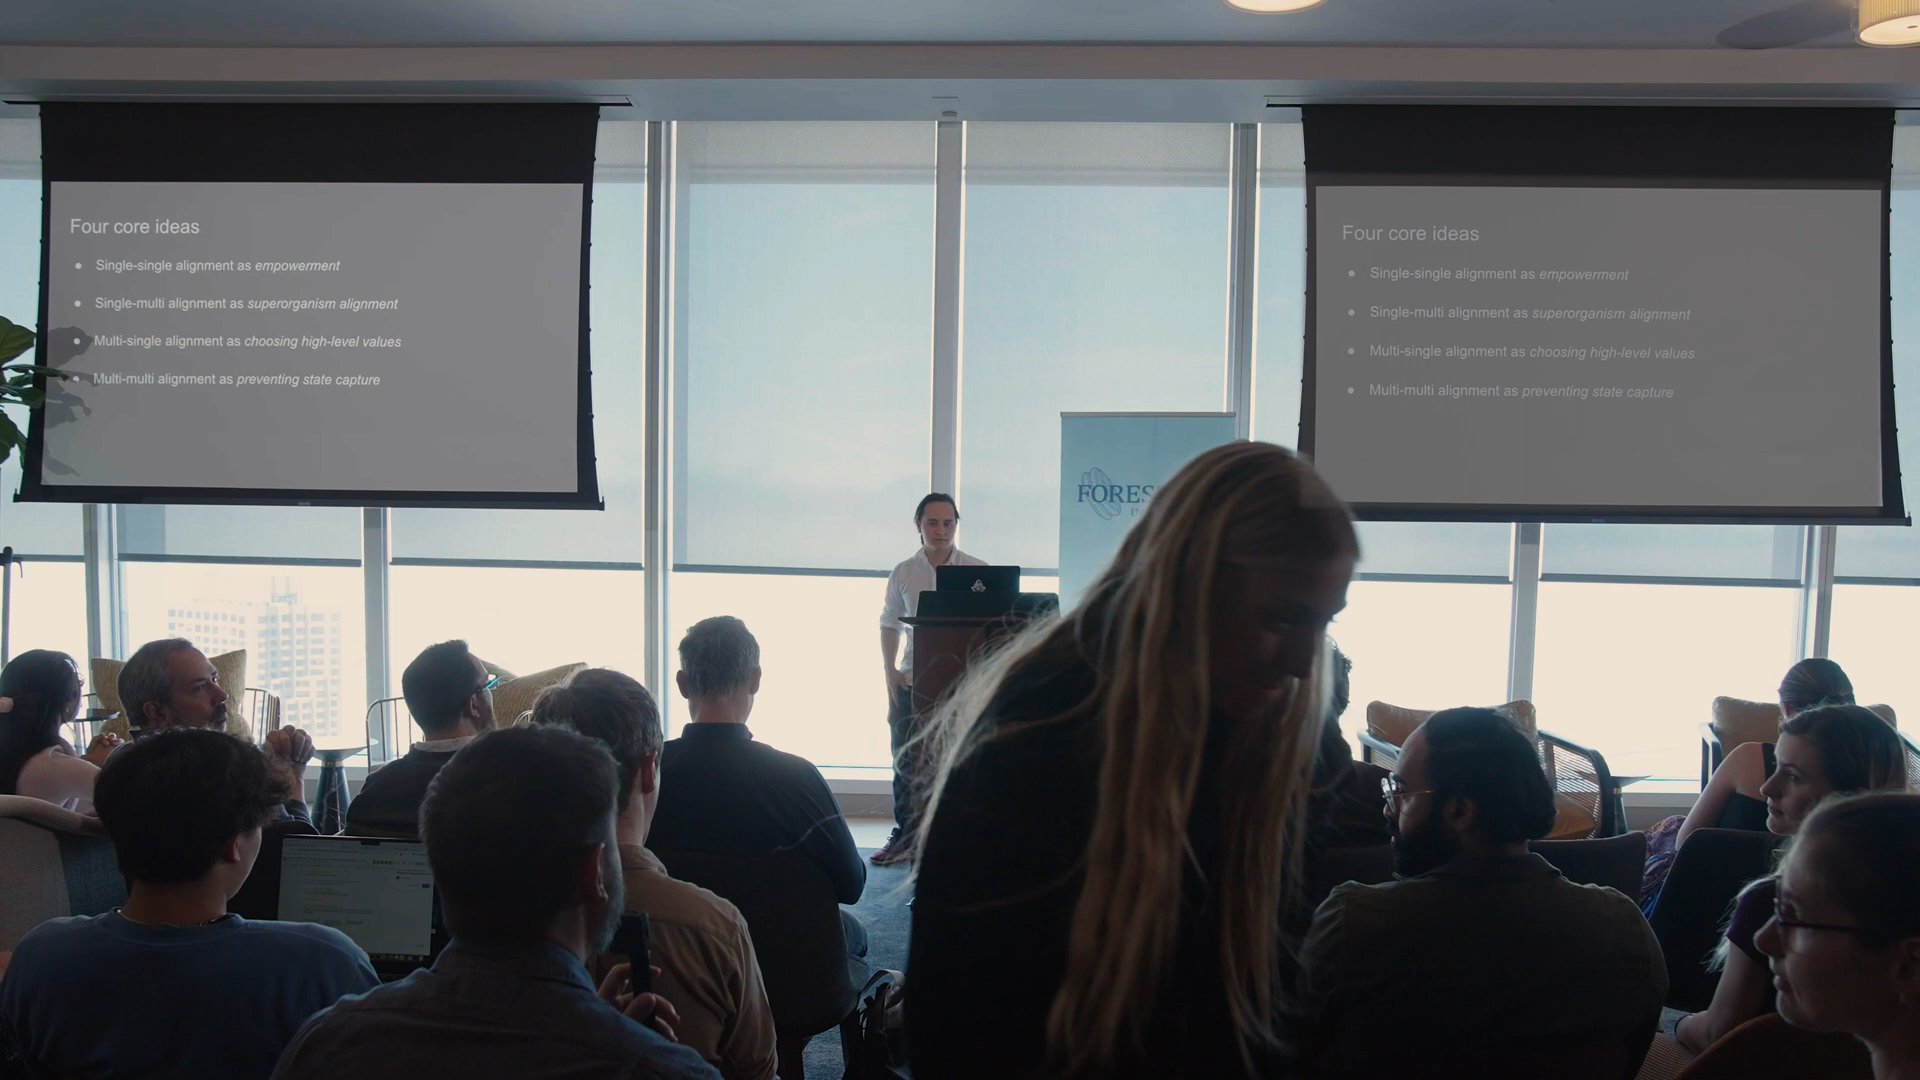 Four core ideas
Single-single alignment as empowerment
Single-multi alignment as superorganism alignment
Multi-single alignment as choosing high-level values
Multi-multi alignment as preventing state capture
Four core ideas
Single-single alignment as empowerment
Single-multi alignment as superorganism alignment
Multi-single alignment as choosing high-level values
Multi-multi alignment as preventing state capture
FORES
IN